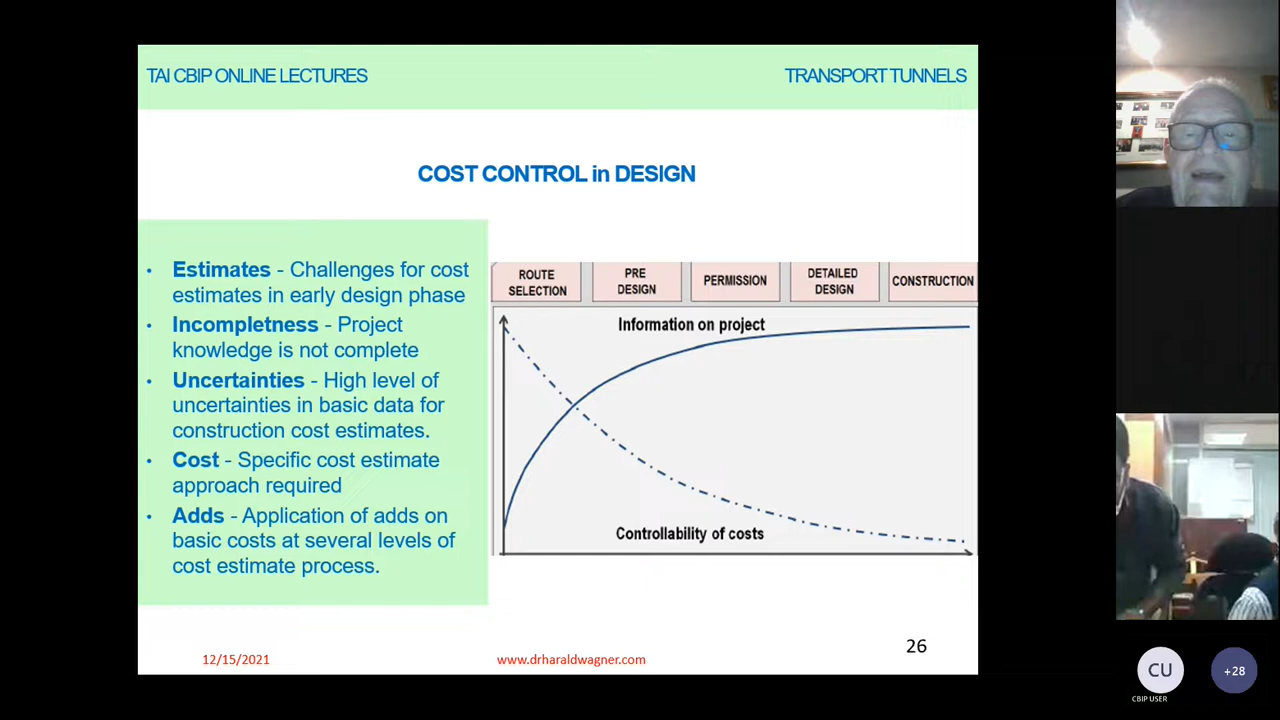 TAI CBIP ONLINE LECTURES
TRANSPORT TUNNELS
COST CONTROL in DESIGN
• Estimates - Challenges for cost
estimates in early design phase
• Incompletness - Project
knowledge is not complete
• Uncertainties - High level of
uncertainties in basic data for
construction cost estimates.
• Cost - Specific cost estimate
approach required
• Adds - Application of adds on
basic costs at several levels of
cost estimate process.
ROUTE
SELECTION
PRE
DESIGN
PERMISSION
DETAILED
DESIGN
CONSTRUCTION
Information on project
Controllability of costs
12/15/2021
www.drharaldwagner.com
26
CU
CBIP USER
+28